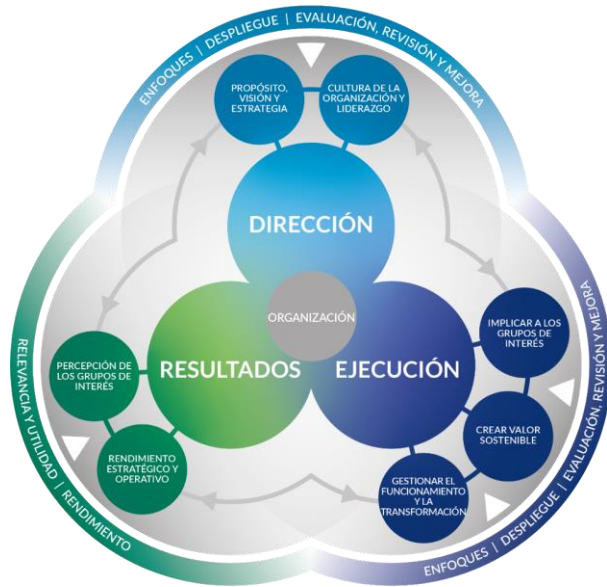 ENFOQUES | DESPLIEGUE | EVALUACIÓN, REVISIÓN Y MEJORA
PROPÓSITO,
VISIÓN Y
ESTRATEGIA
CULTURA DE LA
ORGANIZACIÓN Y
LIDERAZGO
DIRECCIÓN
ORGANIZACIÓN
RESULTADOS
EJECUCIÓN
PERCEPCIÓN DE
LOS GRUPOS DE
INTERÉS
RENDIMIENTO
ESTRATÉGICO Y
OPERATIVO
IMPLICAR A LOS
GRUPOS DE
INTERÉS
CREAR VALOR
SOSTENIBLE
GESTIONAR EL
FUNCIONAMIENTO
Y LA
TRANSFORMACIÓN
RELEVANCIA Y UTILIDAD | RENDIMIENTO
ENFOQUES | DESPLIEGUE | EVALUACIÓN, REVISIÓN Y MEJORA